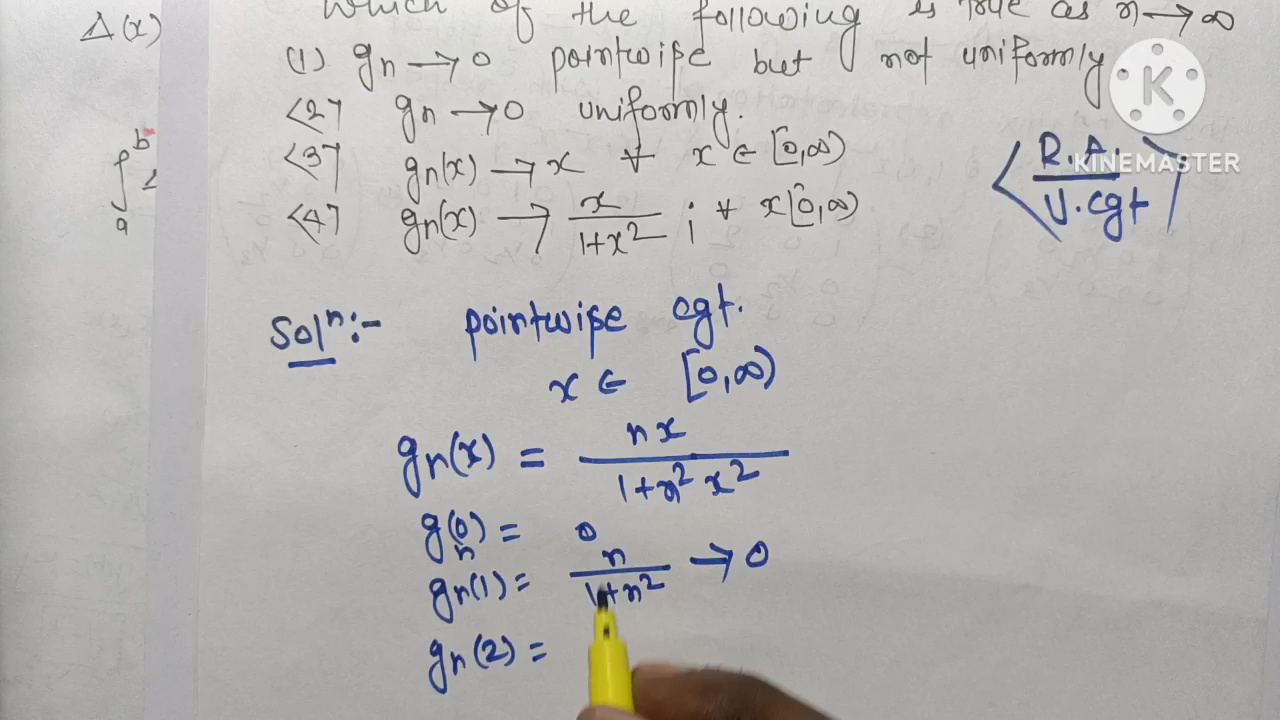 Which of the following is true as n → ∞
Δ(x)
(1) gn → 0 pointwise but not uniformly
<2> gn → 0 uniformly.
<3> gn(x) → x ∀ x ∈ [0,∞)
<4> gn(x) → x/(1+x²) ; ∀ x[0,∞)
K
KINEMASTER
R.A.
U.cgt
b
∫
a
Solⁿ:- pointwise cgt.
x ∈ [0,∞)
gn(x) = nx/(1+n²x²)
gn(0) = 0
gn(1) = n/(1+n²) → 0
gn(2) =